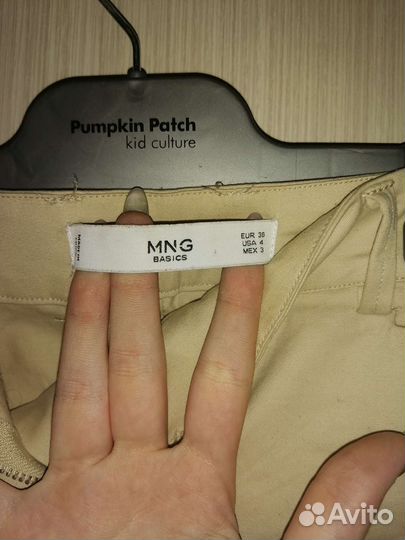 Pumpkin Patch
kid culture
MNG
BASICS
EUR 36
USA 4
MEX 3
Avito